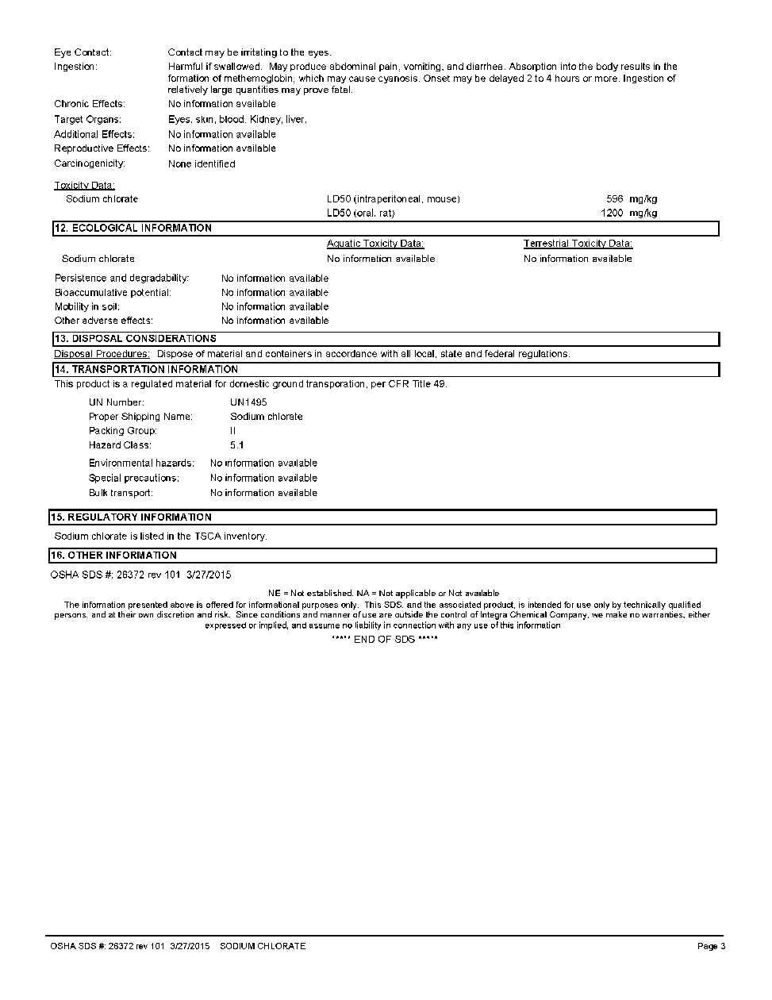 Eye Contact: Contact may be irritating to the eyes.
Ingestion: Harmful if swallowed. May produce abdominal pain, vomiting, and diarrhea. Absorption into the body results in the
formation of methemoglobin, which may cause cyanosis. Onset may be delayed 2 to 4 hours or more. Ingestion of
relatively large quantities may prove fatal.
Chronic Effects: No information available
Target Organs: Eyes, skin, blood, Kidney, liver.
Additional Effects: No information available
Reproductive Effects: No information available
Carcinogenicity: None identified
Toxicity Data:
Sodium chlorate LD50 (intraperitoneal, mouse) 596 mg/kg
LD50 (oral, rat) 1200 mg/kg
12. ECOLOGICAL INFORMATION
Aquatic Toxicity Data: Terrestrial Toxicity Data:
Sodium chlorate No information available No information available
Persistence and degradability: No information available
Bioaccumulative potential: No information available
Mobility in soil: No information available
Other adverse effects: No information available
13. DISPOSAL CONSIDERATIONS
Disposal Procedures: Dispose of material and containers in accordance with all local, state and federal regulations.
14. TRANSPORTATION INFORMATION
This product is a regulated material for domestic ground transporation, per CFR Title 49.
UN Number: UN1495
Proper Shipping Name: Sodium chlorate
Packing Group: II
Hazard Class: 5.1
Environmental hazards: No information available
Special precautions: No information available
Bulk transport: No information available
15. REGULATORY INFORMATION
Sodium chlorate is listed in the TSCA inventory.
16. OTHER INFORMATION
OSHA SDS #: 26372 rev 101 3/27/2015
NE = Not established. NA = Not applicable or Not available
The information presented above is offered for informational purposes only. This SDS, and the associated product, is intended for use only by technically qualified
persons, and at their own discretion and risk. Since conditions and manner of use are outside the control of Integra Chemical Company, we make no warranties, either
expressed or implied, and assume no liability in connection with any use of this information
***** END OF SDS *****
OSHA SDS #: 26372 rev 101 3/27/2015 SODIUM CHLORATE Page 3